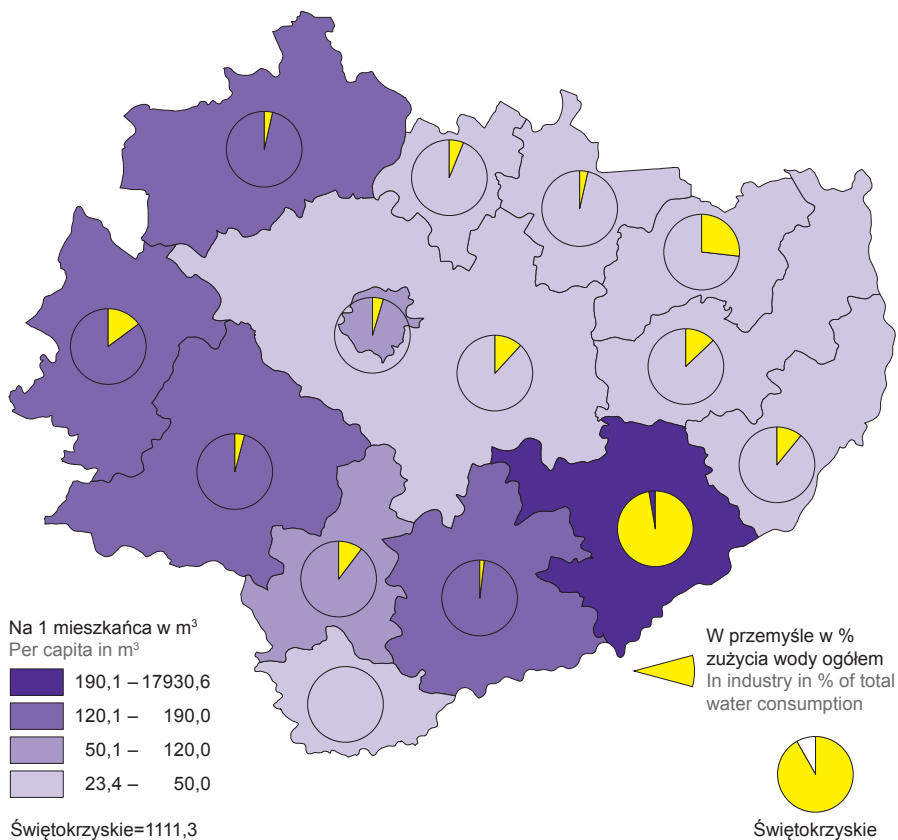 Na 1 mieszkańca w m³
Per capita in m³
190,1 – 17930,6
120,1 – 190,0
50,1 – 120,0
23,4 – 50,0
Świętokrzyskie=1111,3
W przemyśle w %
zużycia wody ogółem
In industry in % of total
water consumption
Świętokrzyskie